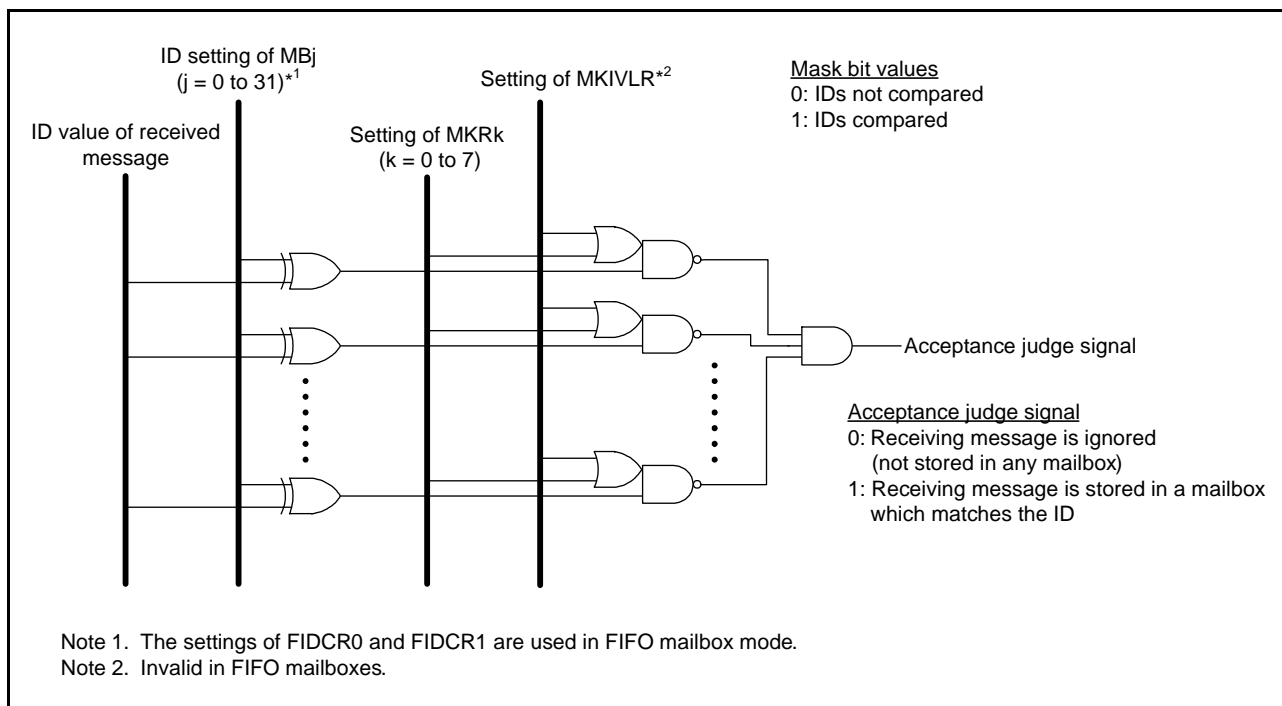 ID setting of MBj
(j = 0 to 31)*1
Setting of MKIVLR*2
ID value of received
message
Setting of MKRk
(k = 0 to 7)
Mask bit values
0: IDs not compared
1: IDs compared
Acceptance judge signal
Acceptance judge signal
0: Receiving message is ignored
(not stored in any mailbox)
1: Receiving message is stored in a mailbox
which matches the ID
Note 1. The settings of FIDCR0 and FIDCR1 are used in FIFO mailbox mode.
Note 2. Invalid in FIFO mailboxes.